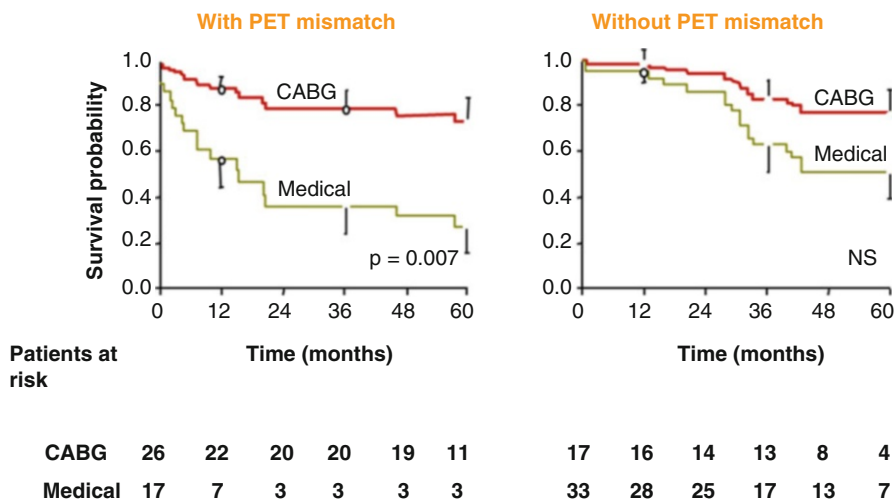 With PET mismatch
Survival probability
1.0
0.8
0.6
0.4
0.2
0.0
CABG
Medical
p = 0.007
0 12 24 36 48 60
Time (months)
Without PET mismatch
1.0
0.8
0.6
0.4
0.2
0.0
CABG
Medical
NS
0 12 24 36 48 60
Time (months)
Patients at
risk
CABG 26 22 20 20 19 11 17 16 14 13 8 4
Medical 17 7 3 3 3 3 33 28 25 17 13 7